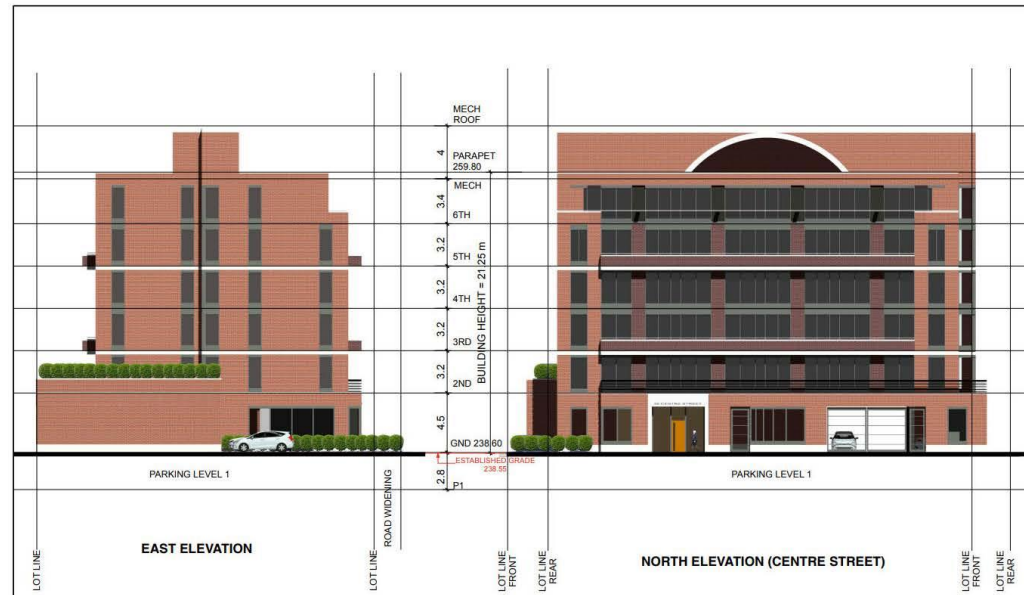 MECH
ROOF
4
PARAPET
259.80
MECH
3.4
6TH
3.2
5TH
3.2
4TH
3.2
3RD
3.2
2ND
4.5
BUILDING HEIGHT = 21.25 m
GND 238.60
ESTABLISHED GRADE
238.55
2.8
P1
PARKING LEVEL 1
PARKING LEVEL 1
LOT LINE
EAST ELEVATION
LOT LINE
ROAD WIDENING
LOT LINE
FRONT
LOT LINE
REAR
NORTH ELEVATION (CENTRE STREET)
LOT LINE
FRONT
LOT LINE
REAR